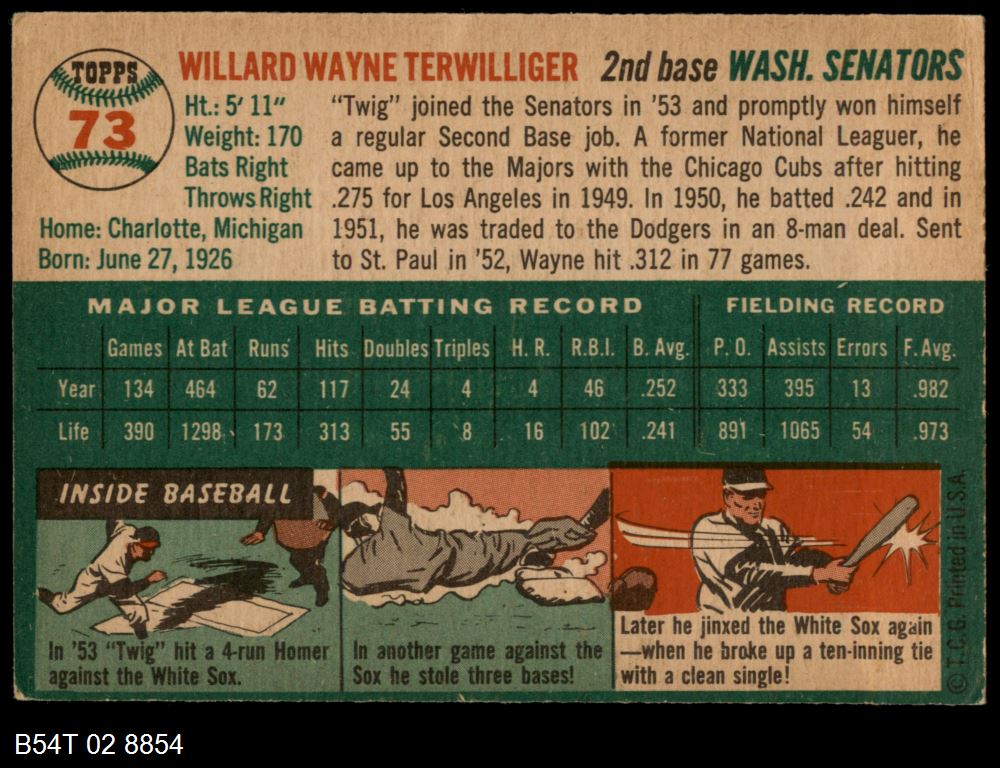 TOPPS
73
WILLARD WAYNE TERWILLIGER 2nd base WASH. SENATORS
Ht.: 5' 11"
Weight: 170
Bats Right
Throws Right
Home: Charlotte, Michigan
Born: June 27, 1926
"Twig" joined the Senators in '53 and promptly won himself
a regular Second Base job. A former National Leaguer, he
came up to the Majors with the Chicago Cubs after hitting
.275 for Los Angeles in 1949. In 1950, he batted .242 and in
1951, he was traded to the Dodgers in an 8-man deal. Sent
to St. Paul in '52, Wayne hit .312 in 77 games.
MAJOR LEAGUE BATTING RECORD FIELDING RECORD
Games At Bat Runs Hits Doubles Triples H. R. R.B.I. B. Avg. P. O. Assists Errors F. Avg.
Year 134 464 62 117 24 4 4 46 .252 333 395 13 .982
Life 390 1298 173 313 55 8 16 102 .241 891 1065 54 .973
INSIDE BASEBALL
In '53 "Twig" hit a 4-run Homer
against the White Sox.
In another game against the
Sox he stole three bases!
Later he jinxed the White Sox again
—when he broke up a ten-inning tie
with a clean single!
© T.C.G. Printed in U.S.A.
B54T 02 8854